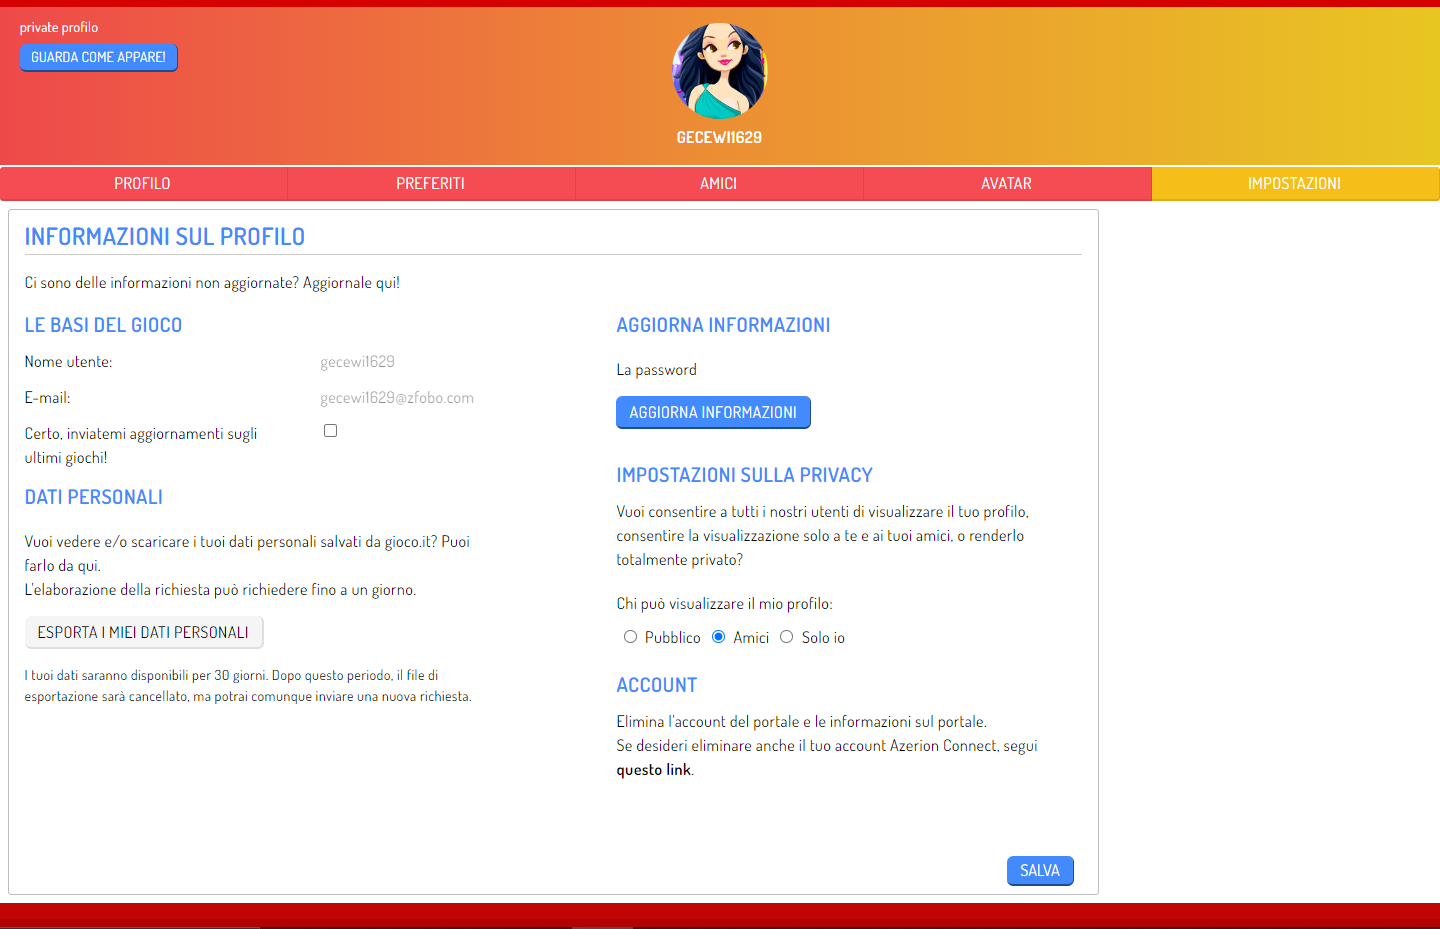 private profilo
GUARDA COME APPARE!
GECEWI1629
PROFILO
PREFERITI
AMICI
AVATAR
IMPOSTAZIONI
INFORMAZIONI SUL PROFILO
Ci sono delle informazioni non aggiornate? Aggiornale qui!
LE BASI DEL GIOCO
Nome utente:
gecewi1629
E-mail:
gecewi1629@zfobo.com
Certo, inviatemi aggiornamenti sugli
ultimi giochi!
DATI PERSONALI
Vuoi vedere e/o scaricare i tuoi dati personali salvati da gioco.it? Puoi
farlo da qui.
L'elaborazione della richiesta può richiedere fino a un giorno.
ESPORTA I MIEI DATI PERSONALI
I tuoi dati saranno disponibili per 30 giorni. Dopo questo periodo, il file di
esportazione sarà cancellato, ma potrai comunque inviare una nuova richiesta.
AGGIORNA INFORMAZIONI
La password
AGGIORNA INFORMAZIONI
IMPOSTAZIONI SULLA PRIVACY
Vuoi consentire a tutti i nostri utenti di visualizzare il tuo profilo,
consentire la visualizzazione solo a te e ai tuoi amici, o renderlo
totalmente privato?
Chi può visualizzare il mio profilo:
Pubblico Amici Solo io
ACCOUNT
Elimina l'account del portale e le informazioni sul portale.
Se desideri eliminare anche il tuo account Azerion Connect, segui
questo link.
SALVA